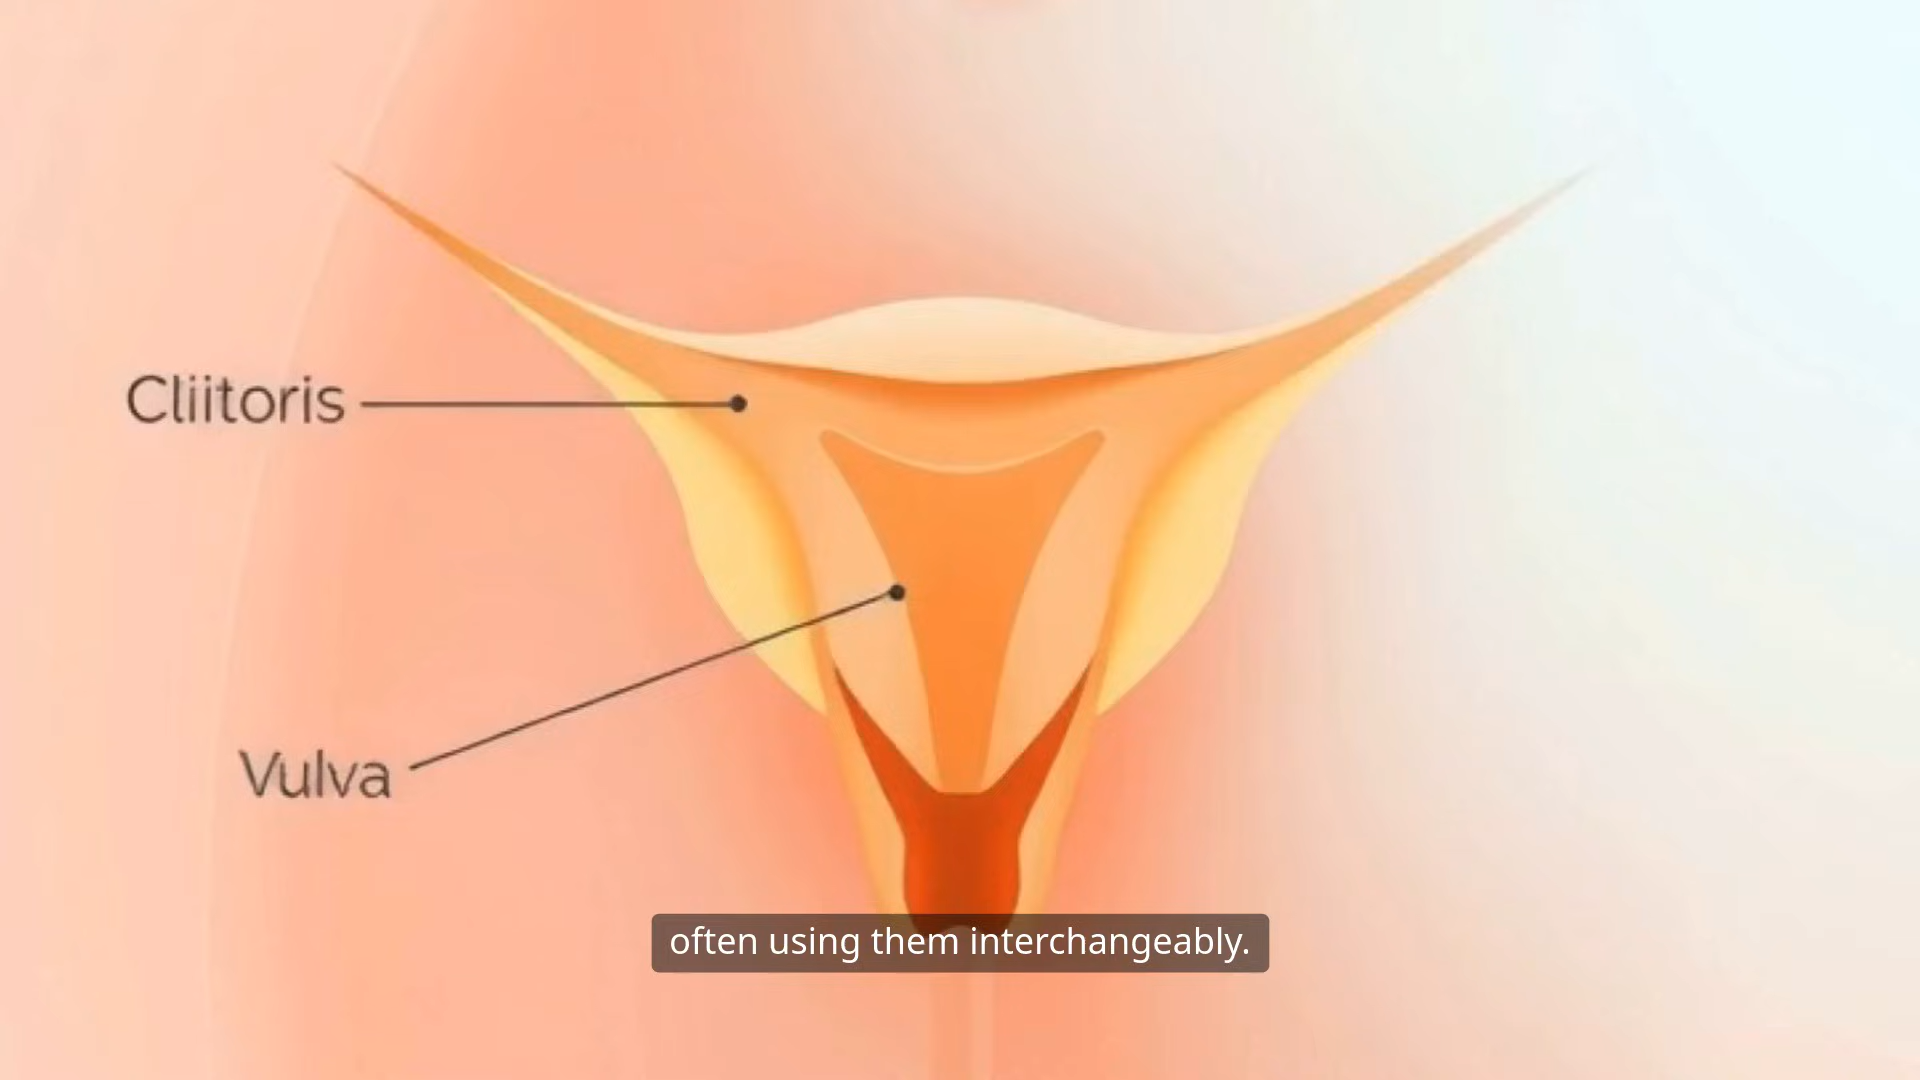 Cliitoris
Vulva
often using them interchangeably.